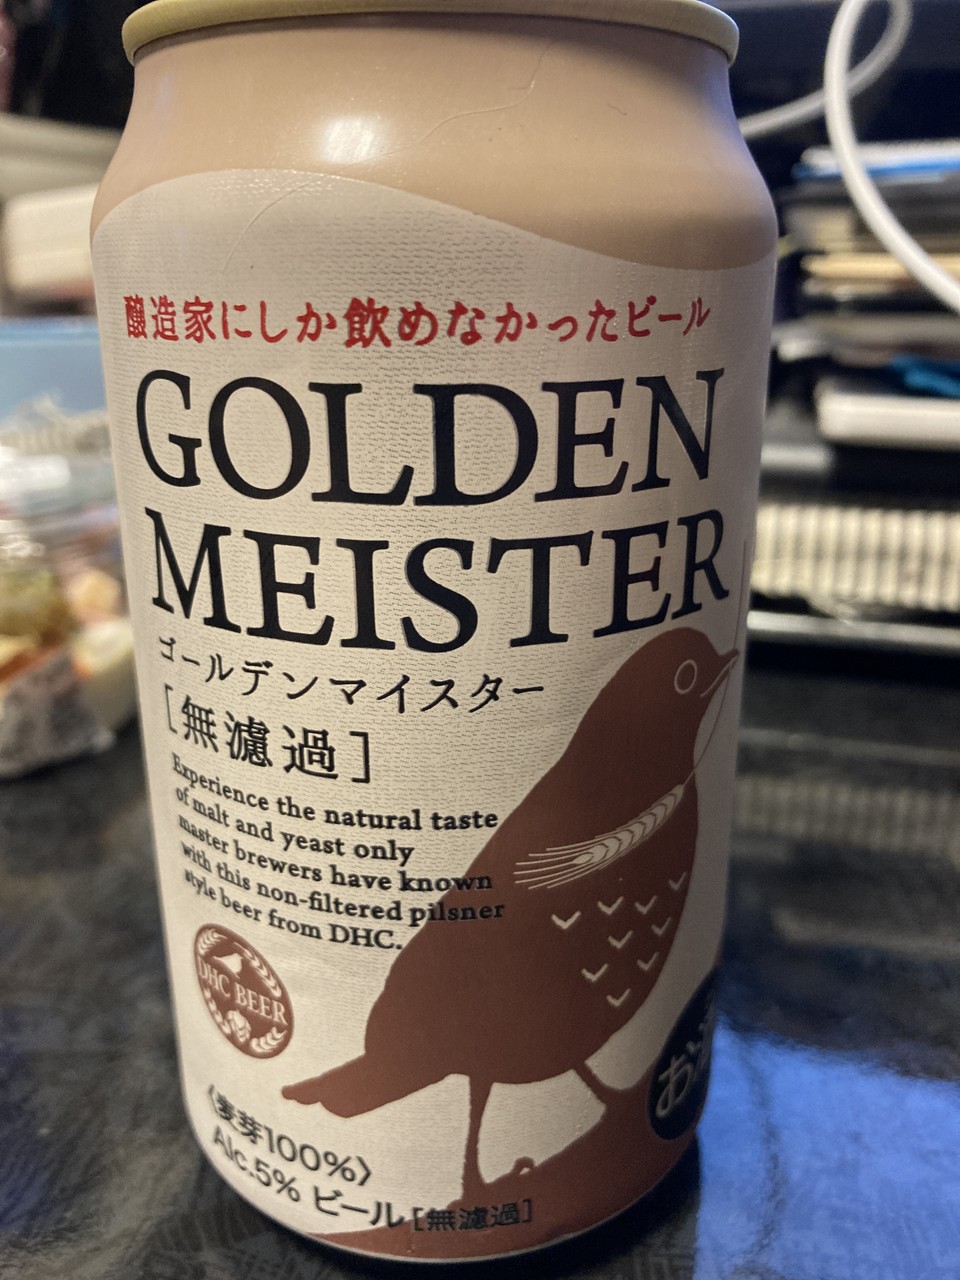 醸造家にしか飲めなかったビール
GOLDEN
MEISTER
ゴールデンマイスター
[無濾過]
Experience the natural taste
of malt and yeast only
master brewers have known
with this non-filtered pilsner
style beer from DHC.
DHC BEER
〈麦芽100%〉
Alc.5% ビール [無濾過]
お酒